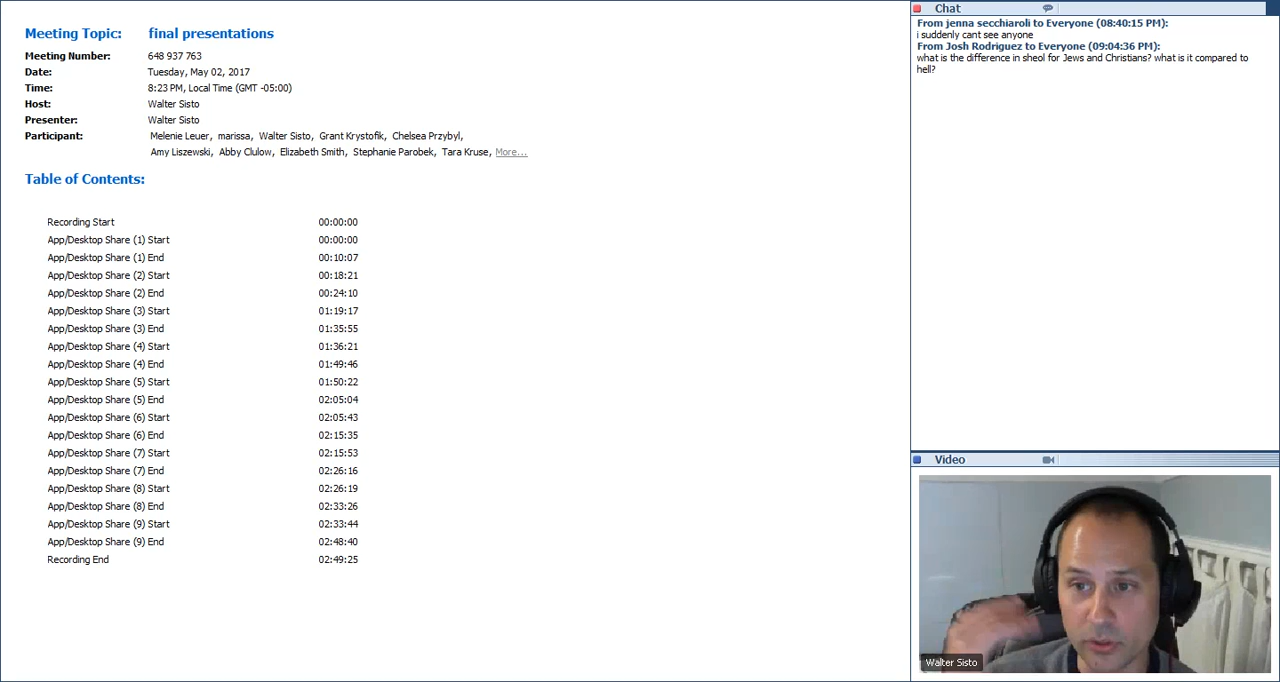 Meeting Topic: final presentations
Meeting Number: 648 937 763
Date: Tuesday, May 02, 2017
Time: 8:23 PM, Local Time (GMT -05:00)
Host: Walter Sisto
Presenter: Walter Sisto
Participant: Melenie Leuer, marissa, Walter Sisto, Grant Krystofik, Chelsea Przybyl,
Amy Liszewski, Abby Clulow, Elizabeth Smith, Stephanie Parobek, Tara Kruse, More...
Table of Contents:
Recording Start 00:00:00
App/Desktop Share (1) Start 00:00:00
App/Desktop Share (1) End 00:10:07
App/Desktop Share (2) Start 00:18:21
App/Desktop Share (2) End 00:24:10
App/Desktop Share (3) Start 01:19:17
App/Desktop Share (3) End 01:35:55
App/Desktop Share (4) Start 01:36:21
App/Desktop Share (4) End 01:49:46
App/Desktop Share (5) Start 01:50:22
App/Desktop Share (5) End 02:05:04
App/Desktop Share (6) Start 02:05:43
App/Desktop Share (6) End 02:15:35
App/Desktop Share (7) Start 02:15:53
App/Desktop Share (7) End 02:26:16
App/Desktop Share (8) Start 02:26:19
App/Desktop Share (8) End 02:33:26
App/Desktop Share (9) Start 02:33:44
App/Desktop Share (9) End 02:48:40
Recording End 02:49:25
Chat
From jenna secchiaroli to Everyone (08:40:15 PM):
i suddenly cant see anyone
From Josh Rodriguez to Everyone (09:04:36 PM):
what is the difference in sheol for Jews and Christians? what is it compared to
hell?
Video
Walter Sisto